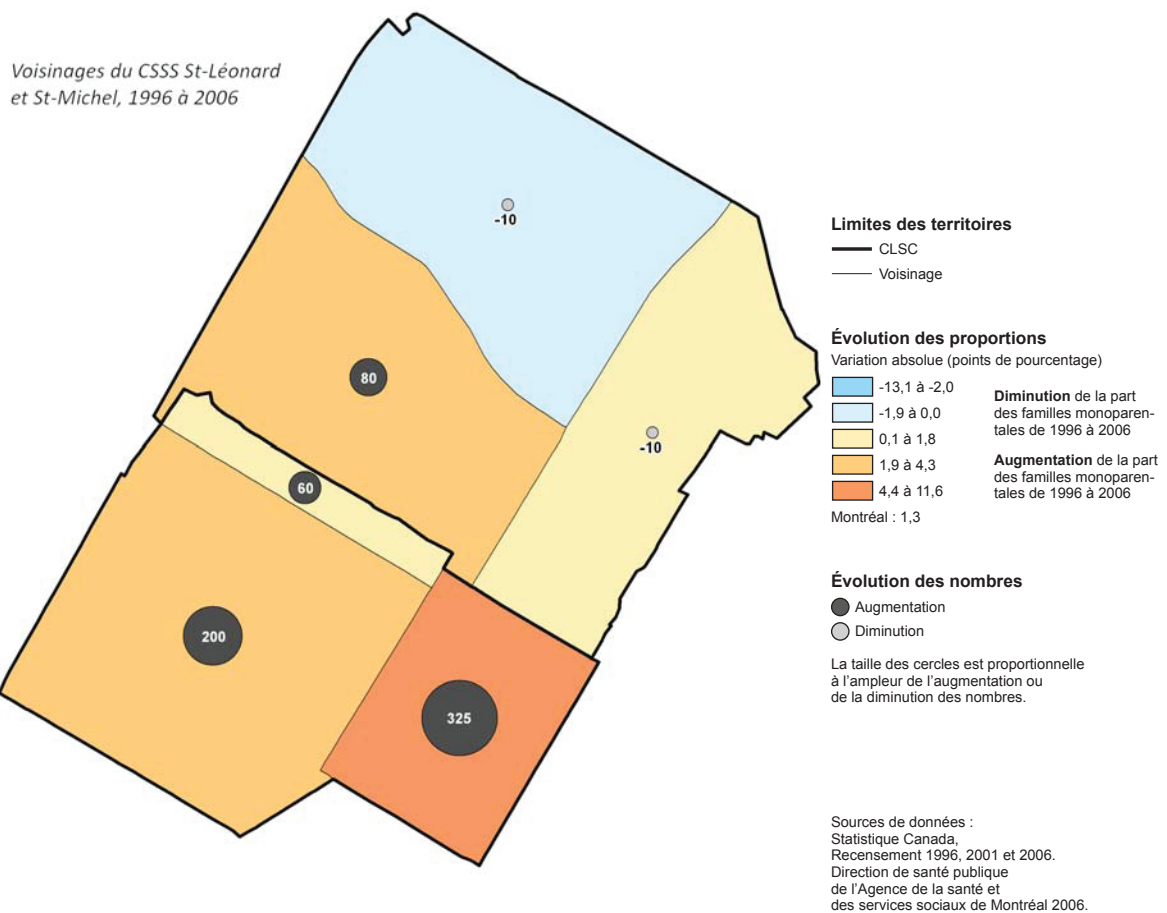 Voisinages du CSSS St-Léonard
et St-Michel, 1996 à 2006
-10
80
-10
60
200
325
Limites des territoires
CLSC
Voisinage
Évolution des proportions
Variation absolue (points de pourcentage)
-13,1 à -2,0
-1,9 à 0,0
0,1 à 1,8
1,9 à 4,3
4,4 à 11,6
Diminution de la part
des familles monoparen-
tales de 1996 à 2006
Augmentation de la part
des familles monoparen-
tales de 1996 à 2006
Montréal : 1,3
Évolution des nombres
Augmentation
Diminution
La taille des cercles est proportionnelle
à l'ampleur de l'augmentation ou
de la diminution des nombres.
Sources de données :
Statistique Canada,
Recensement 1996, 2001 et 2006.
Direction de santé publique
de l'Agence de la santé et
des services sociaux de Montréal 2006.